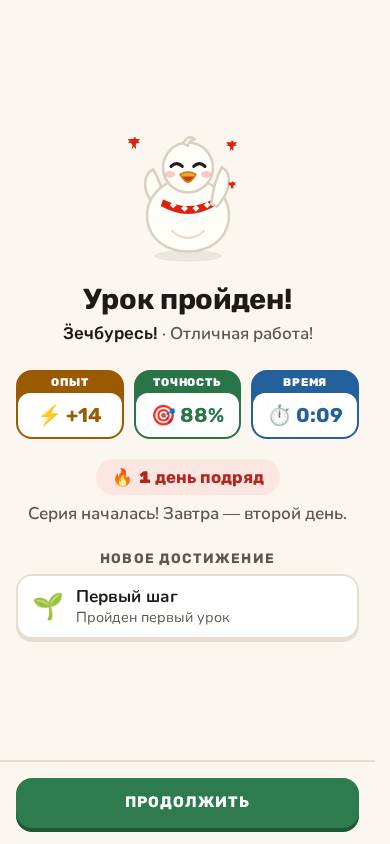 Урок пройден!
Ӟечбуресь! · Отличная работа!
ОПЫТ
⚡ +14
ТОЧНОСТЬ
🎯 88%
ВРЕМЯ
⏱️ 0:09
🔥 1 день подряд
Серия началась! Завтра — второй день.
НОВОЕ ДОСТИЖЕНИЕ
🌱 Первый шаг
Пройден первый урок
ПРОДОЛЖИТЬ